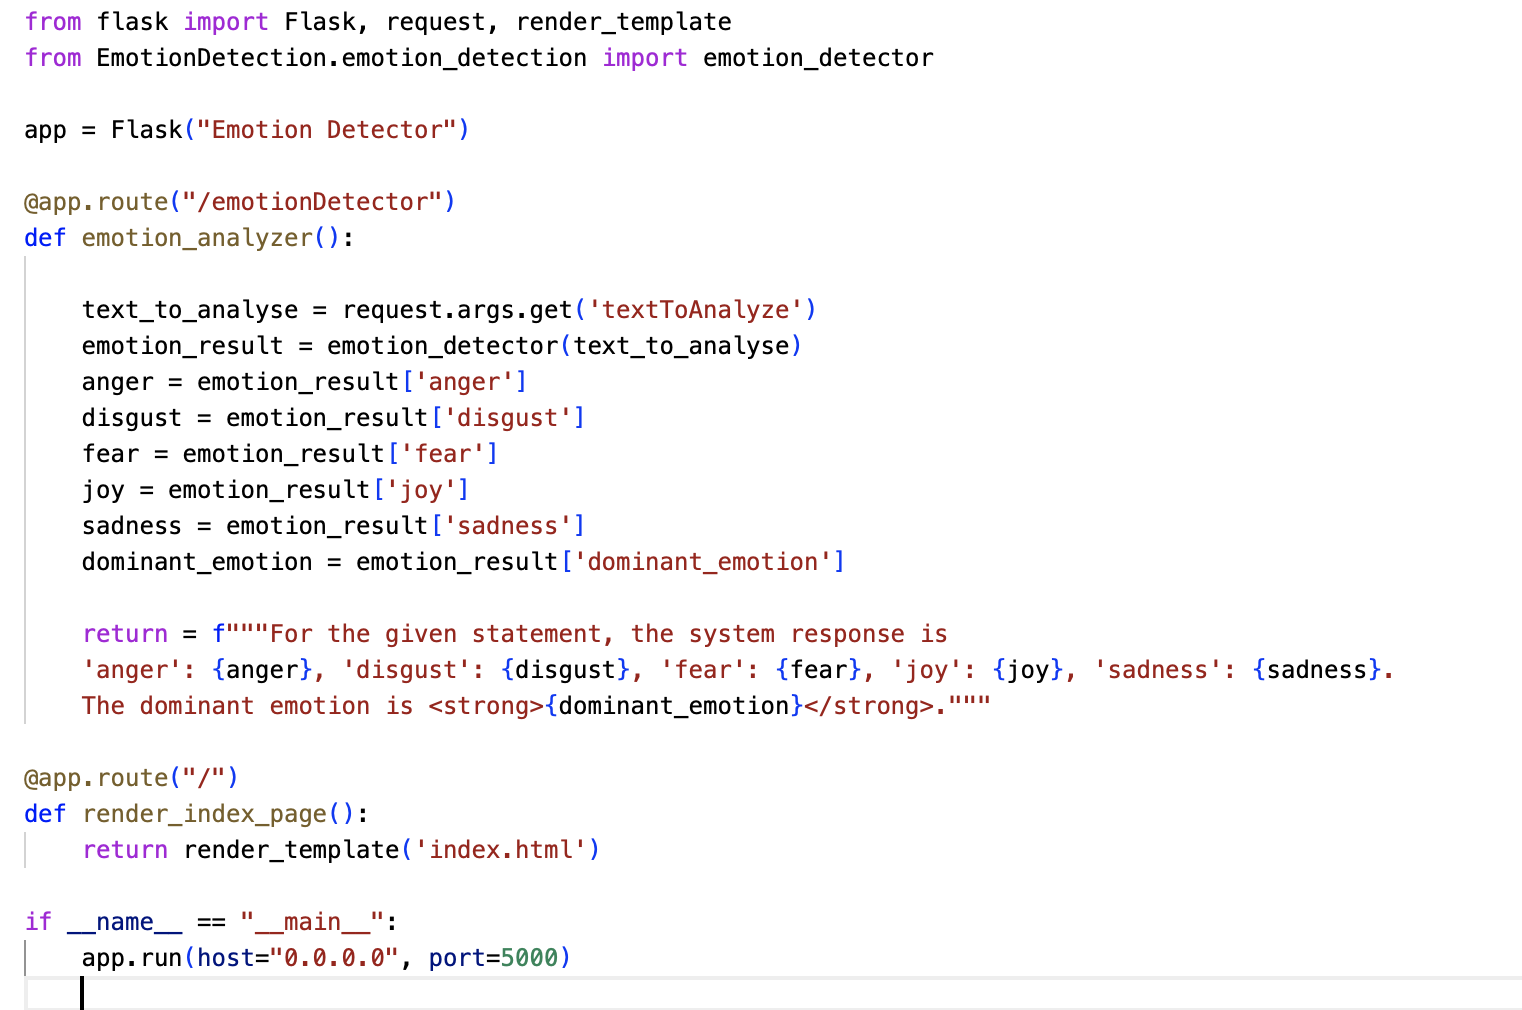 from flask import Flask, request, render_template
from EmotionDetection.emotion_detection import emotion_detector
app = Flask("Emotion Detector")
@app.route("/emotionDetector")
def emotion_analyzer():
text_to_analyse = request.args.get('textToAnalyze')
emotion_result = emotion_detector(text_to_analyse)
anger = emotion_result['anger']
disgust = emotion_result['disgust']
fear = emotion_result['fear']
joy = emotion_result['joy']
sadness = emotion_result['sadness']
dominant_emotion = emotion_result['dominant_emotion']
return = f"""For the given statement, the system response is
'anger': {anger}, 'disgust': {disgust}, 'fear': {fear}, 'joy': {joy}, 'sadness': {sadness}.
The dominant emotion is <strong>{dominant_emotion}</strong>."""
@app.route("/")
def render_index_page():
return render_template('index.html')
if __name__ == "__main__":
app.run(host="0.0.0.0", port=5000)